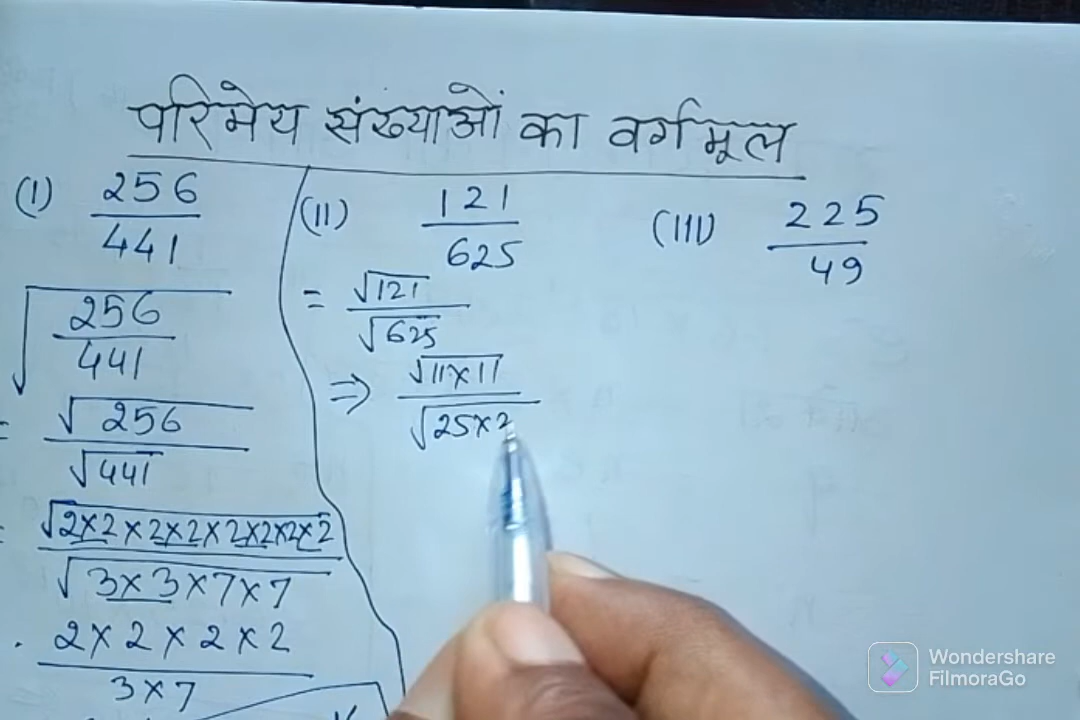 परिमेय संख्याओं का वर्गमूल
(I) 256/441
√(256/441)
= √256/√441
= √2×2×2×2×2×2×2×2/√3×3×7×7
2×2×2×2/3×7
(II) 121/625
= √121/√625
⇒ √11×11/√25×2
(III) 225/49
Wondershare
FilmoraGo